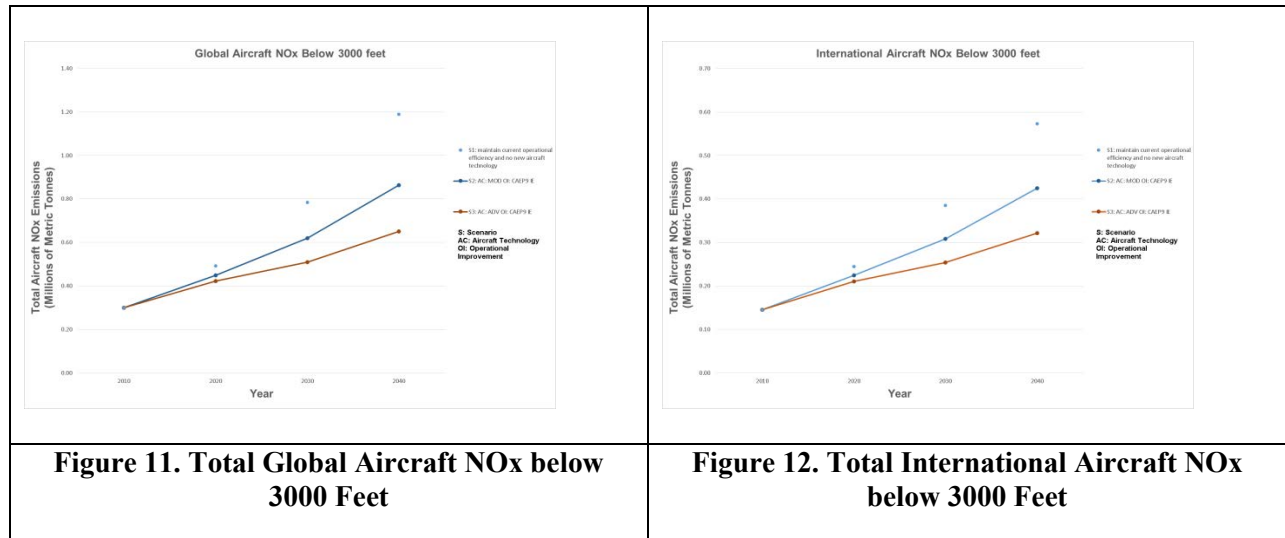 Global Aircraft NOx Below 3000 feet
1.40
1.20
1.00
0.80
0.60
0.40
0.20
0.00
Total Aircraft NOx Emissions
(Millions of Metric Tonnes)
2010 2020 2030 2040
Year
S1: maintain current operational
efficiency and no new aircraft
technology
S2: AC: MOD OI: CAEP9 IE
S3: AC: ADV OI: CAEP9 IE
S: Scenario
AC: Aircraft Technology
OI: Operational
Improvement
Figure 11. Total Global Aircraft NOx below
3000 Feet
International Aircraft NOx Below 3000 feet
0.70
0.60
0.50
0.40
0.30
0.20
0.10
0.00
Total Aircraft NOx Emissions
(Millions of Metric Tonnes)
2010 2020 2030 2040
Year
S1: maintain current operational
efficiency and no new aircraft
technology
S2: AC: MOD OI: CAEP9 IE
S3: AC: ADV OI: CAEP9 IE
S: Scenario
AC: Aircraft Technology
OI: Operational
Improvement
Figure 12. Total International Aircraft NOx
below 3000 Feet